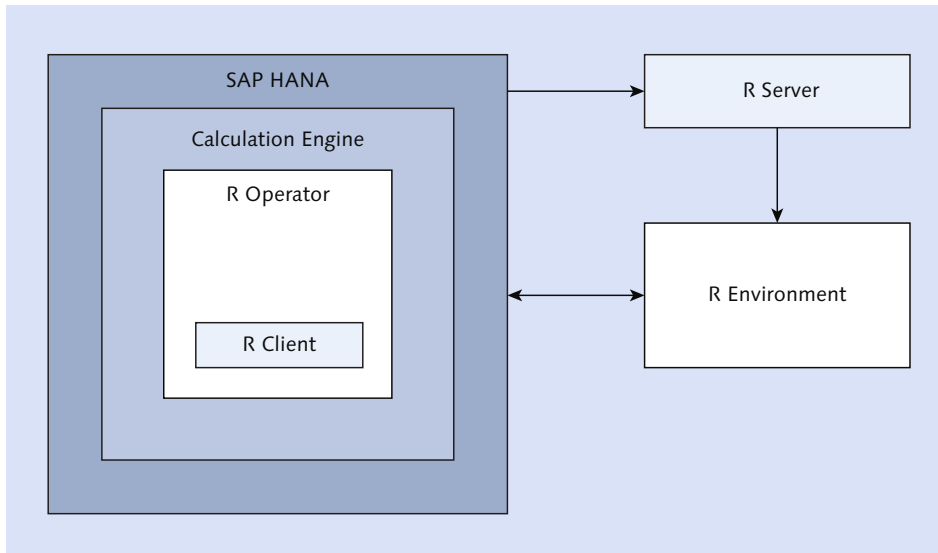 SAP HANA
Calculation Engine
R Operator
R Client
R Server
R Environment